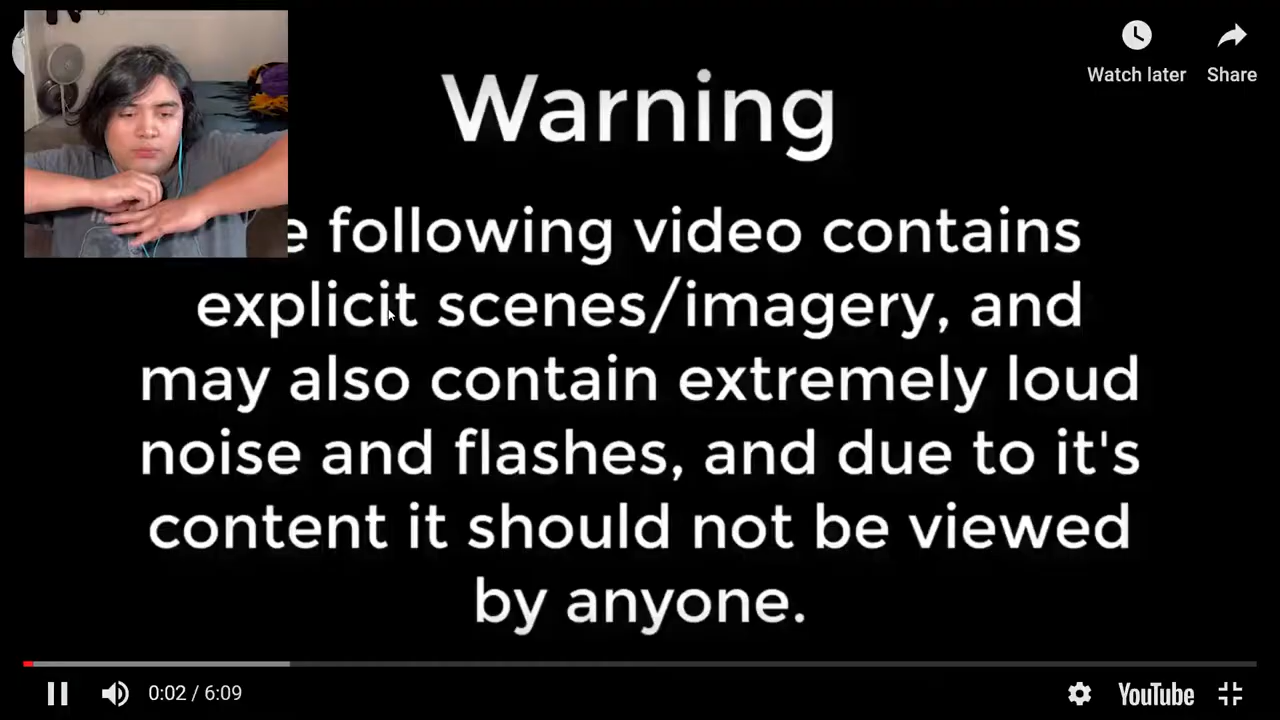 Watch later
Share
Warning
e following video contains
explicit scenes/imagery, and
may also contain extremely loud
noise and flashes, and due to it's
content it should not be viewed
by anyone.
0:02 / 6:09
YouTube